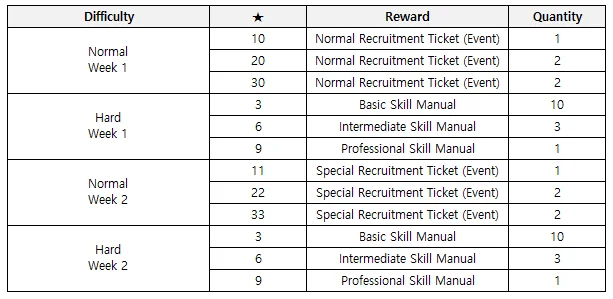 Difficulty ★ Reward Quantity
Normal Week 1 10 Normal Recruitment Ticket (Event) 1
20 Normal Recruitment Ticket (Event) 2
30 Normal Recruitment Ticket (Event) 2
Hard Week 1 3 Basic Skill Manual 10
6 Intermediate Skill Manual 3
9 Professional Skill Manual 1
Normal Week 2 11 Special Recruitment Ticket (Event) 1
22 Special Recruitment Ticket (Event) 2
33 Special Recruitment Ticket (Event) 2
Hard Week 2 3 Basic Skill Manual 10
6 Intermediate Skill Manual 3
9 Professional Skill Manual 1